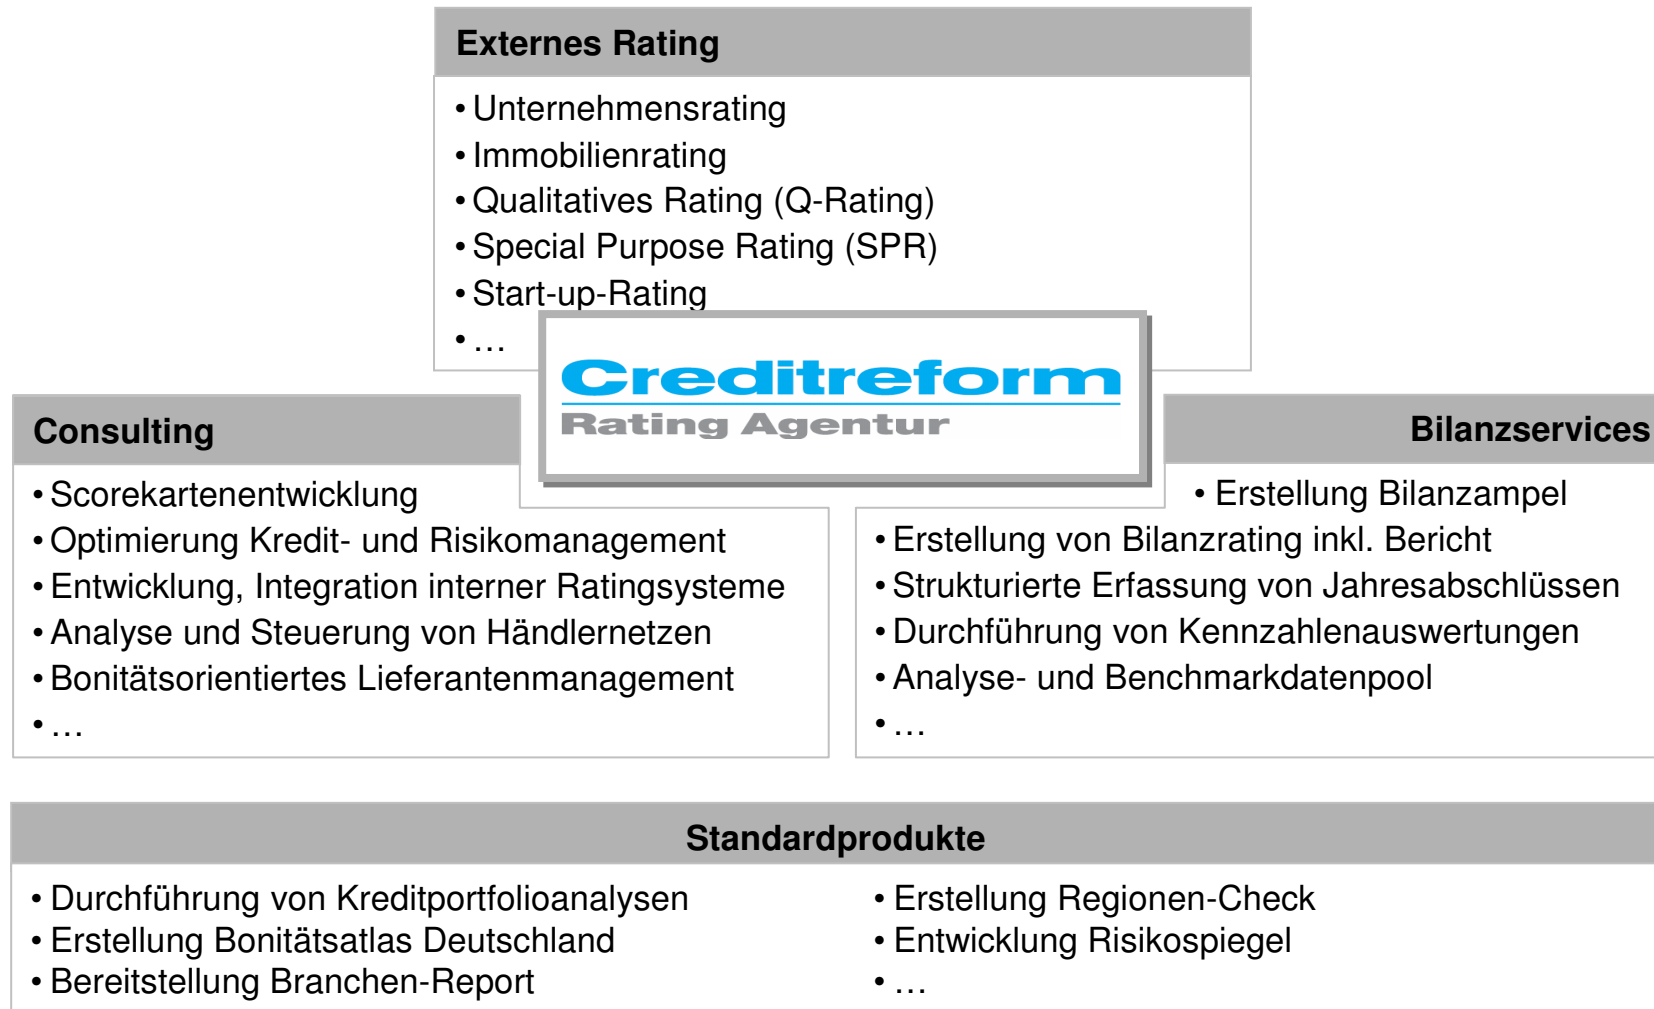 Externes Rating
• Unternehmensrating
• Immobilienrating
• Qualitatives Rating (Q-Rating)
• Special Purpose Rating (SPR)
• Start-up-Rating
• …
Creditreform
Rating Agentur
Consulting
• Scorekartenentwicklung
• Optimierung Kredit- und Risikomanagement
• Entwicklung, Integration interner Ratingsysteme
• Analyse und Steuerung von Händlernetzen
• Bonitätsorientiertes Lieferantenmanagement
• …
Bilanzservices
• Erstellung Bilanzampel
• Erstellung von Bilanzrating inkl. Bericht
• Strukturierte Erfassung von Jahresabschlüssen
• Durchführung von Kennzahlenauswertungen
• Analyse- und Benchmarkdatenpool
• …
Standardprodukte
• Durchführung von Kreditportfolioanalysen
• Erstellung Bonitätsatlas Deutschland
• Bereitstellung Branchen-Report
• Erstellung Regionen-Check
• Entwicklung Risikospiegel
• …